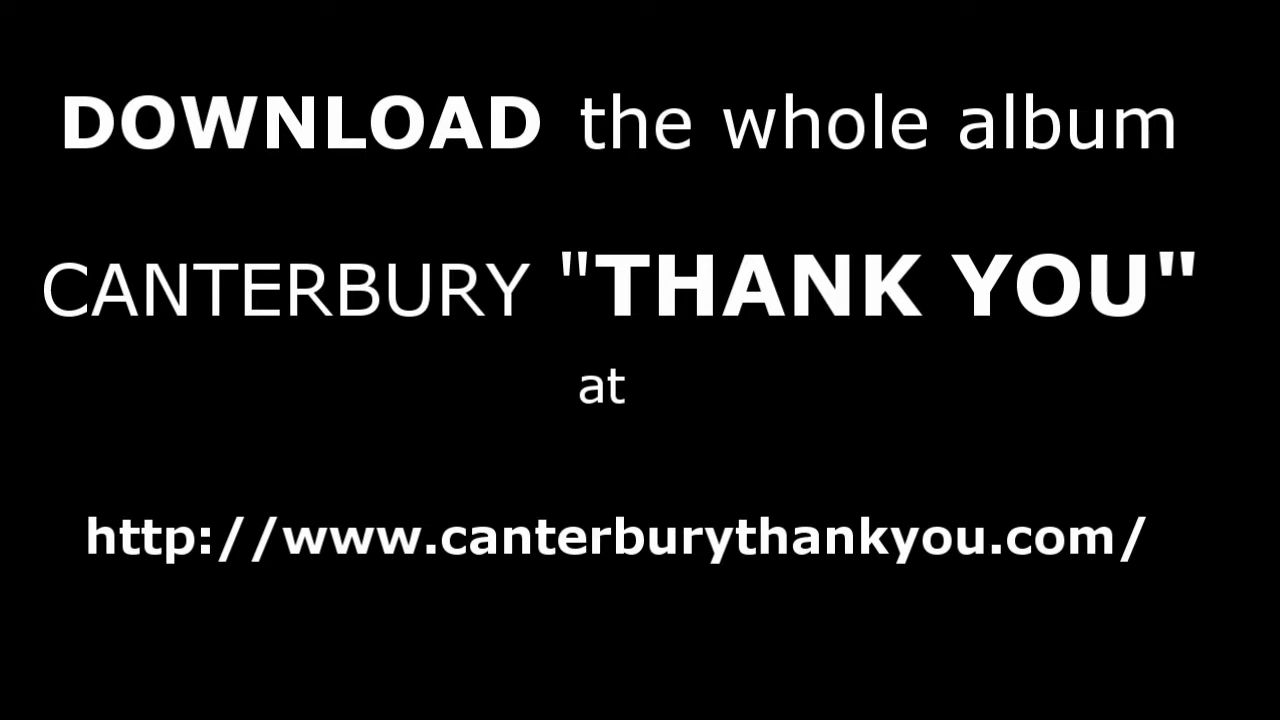 DOWNLOAD the whole album
CANTERBURY "THANK YOU"
at
http://www.canterburythankyou.com/